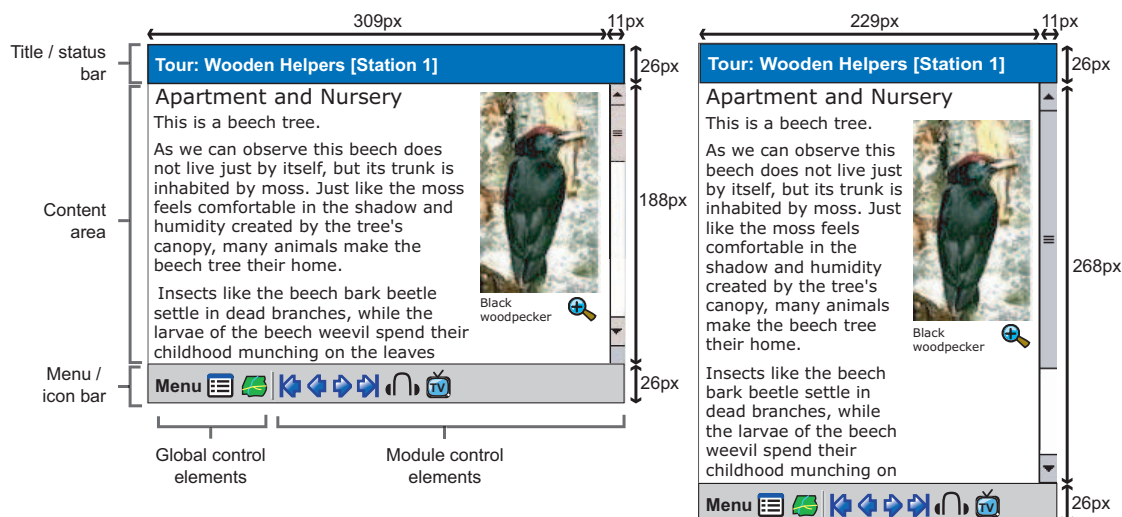 309px
11px
Title / status
bar
Tour: Wooden Helpers [Station 1]
26px
Content
area
Apartment and Nursery
This is a beech tree.
As we can observe this beech does
not live just by itself, but its trunk is
inhabited by moss. Just like the moss
feels comfortable in the shadow and
humidity created by the tree's
canopy, many animals make the
beech tree their home.
Insects like the beech bark beetle
settle in dead branches, while the
larvae of the beech weevil spend their
childhood munching on the leaves
Black
woodpecker
188px
Menu /
icon bar
Menu
TV
26px
Global control
elements
Module control
elements
229px
11px
Tour: Wooden Helpers [Station 1]
26px
Apartment and Nursery
This is a beech tree.
As we can observe this
beech does not live just
by itself, but its trunk is
inhabited by moss. Just
like the moss feels
comfortable in the
shadow and humidity
created by the tree's
canopy, many animals
make the beech tree
their home.
Insects like the beech
bark beetle settle in
dead branches, while
the larvae of the beech
weevil spend their
childhood munching on
Black
woodpecker
268px
Menu
TV
26px